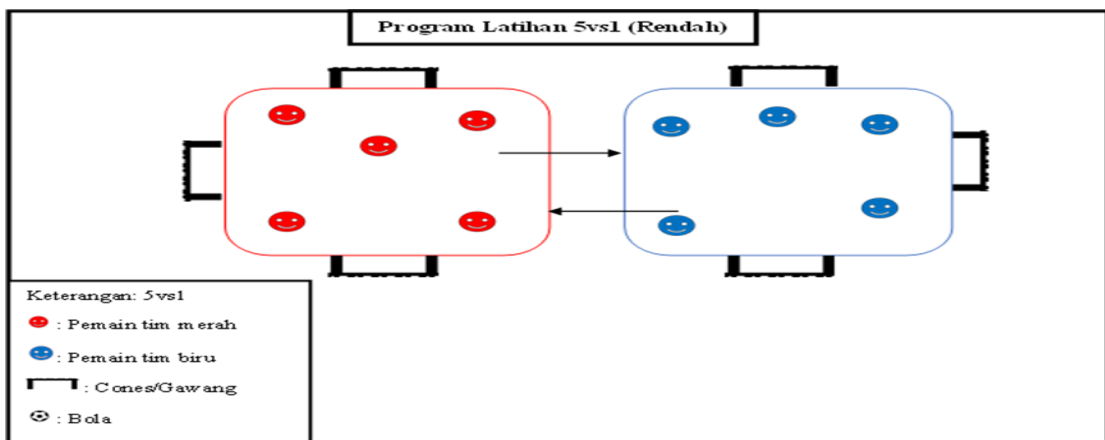 Program Latihan 5vs1 (Rendah)
Keterangan: 5vs1
: Pemain tim merah
: Pemain tim biru
: Cones/Gawang
: Bola